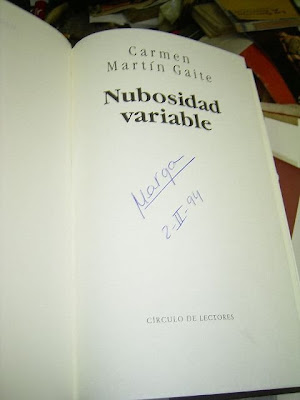 Carmen
Martín Gaite
Nubosidad
variable
Marga
2-II-94
CÍRCULO DE LECTORES